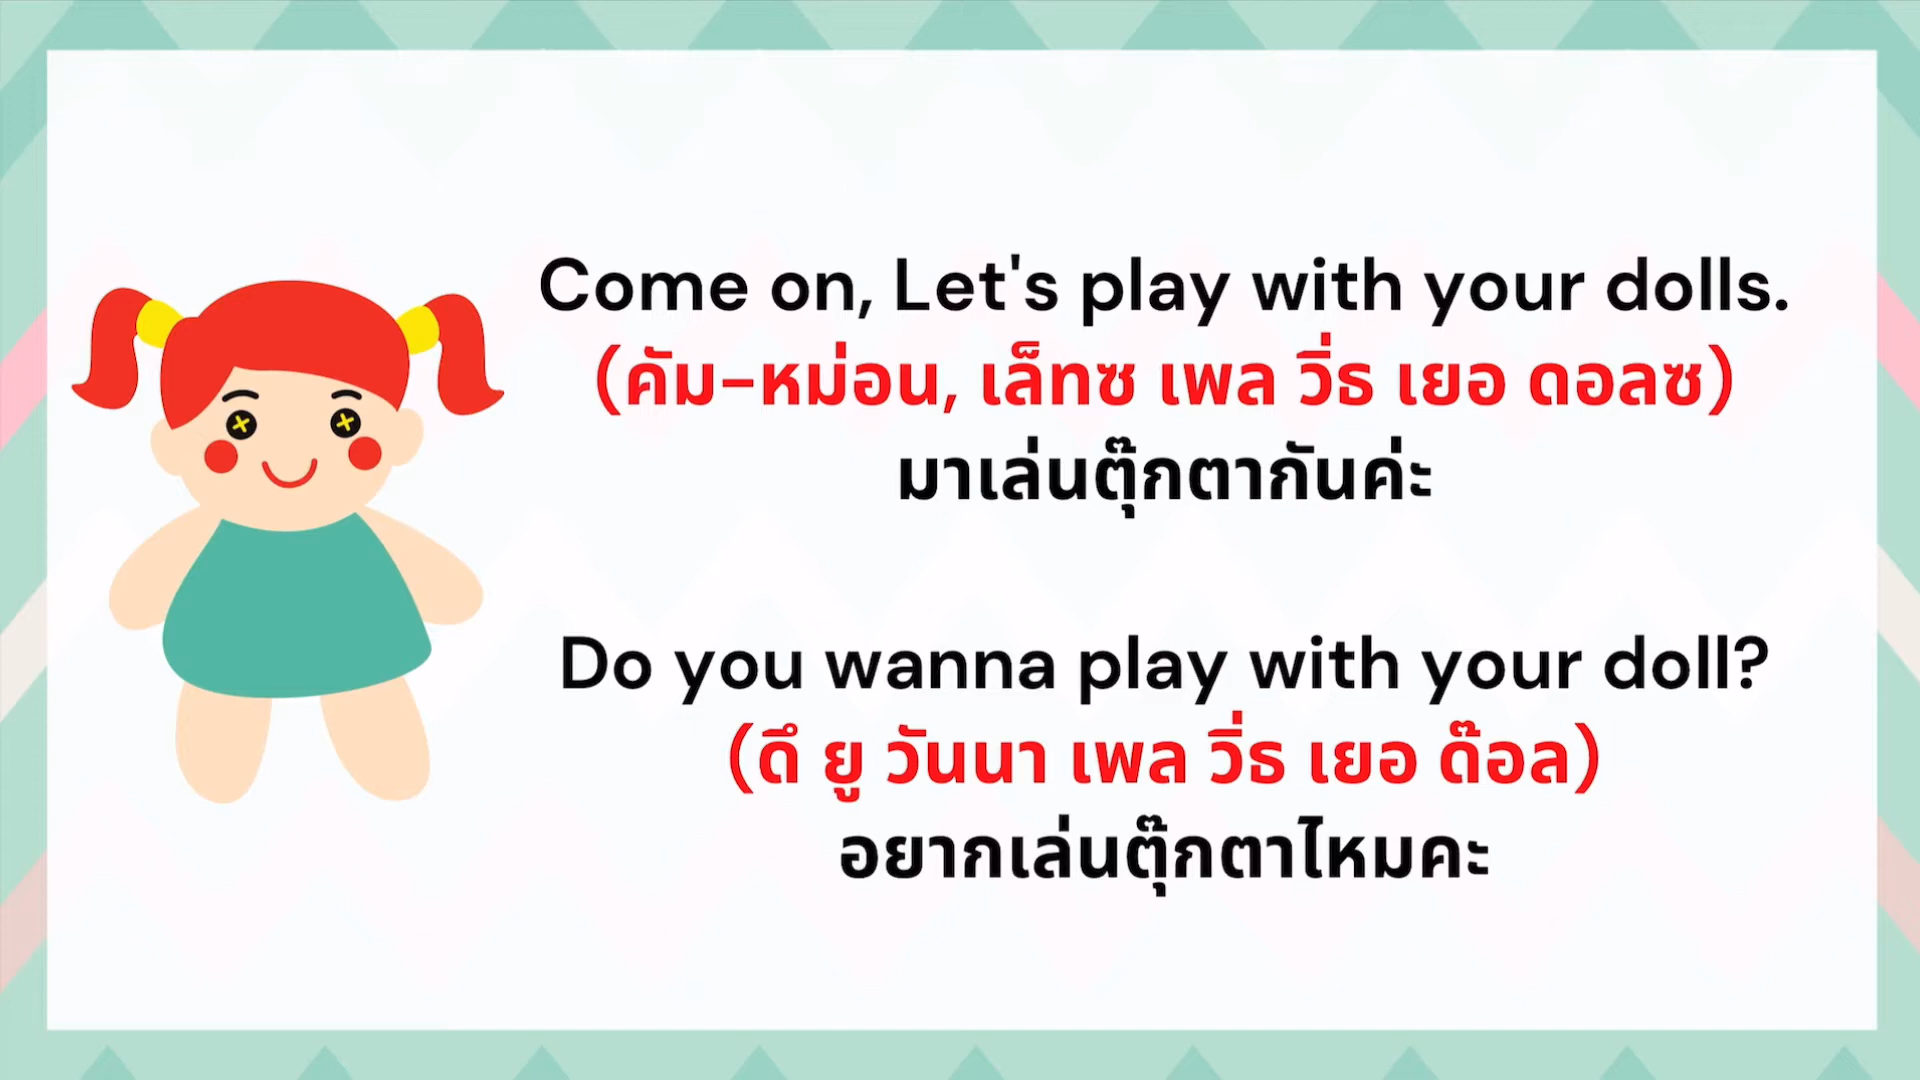 Come on, Let's play with your dolls.
(คัม-หม่อน, เล็ทซ เพล วิ่ธ เยอ ดอลซ)
มาเล่นตุ๊กตากันค่ะ
Do you wanna play with your doll?
(ดึ ยู วันนา เพล วิ่ธ เยอ ด๊อล)
อยากเล่นตุ๊กตาไหมคะ